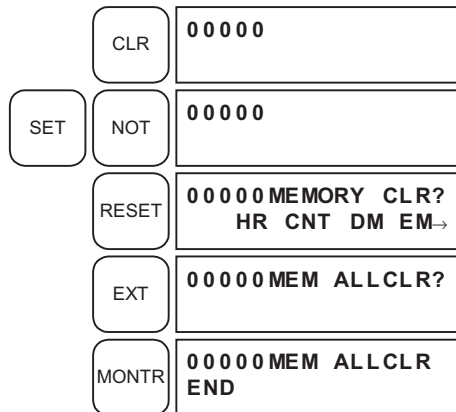 CLR
00000
SET NOT
00000
RESET
00000MEMORY CLR?
HR CNT DM EM→
EXT
00000MEM ALLCLR?
MONTR
00000MEM ALLCLR
END